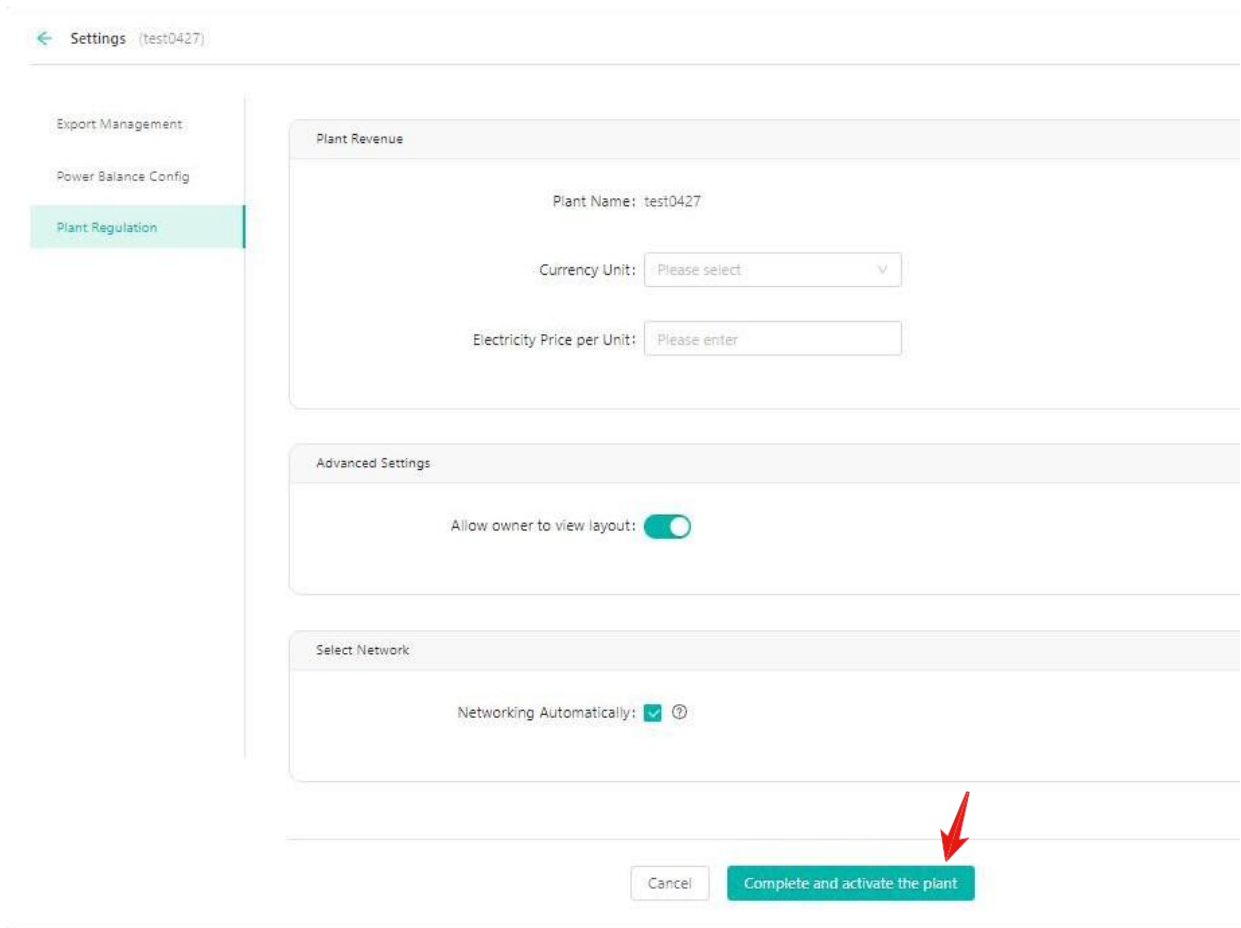 Settings (test0427)
Export Management
Power Balance Config
Plant Regulation
Plant Revenue
Plant Name: test0427
Currency Unit: Please select
Electricity Price per Unit: Please enter
Advanced Settings
Allow owner to view layout:
Select Network
Networking Automatically:
Cancel
Complete and activate the plant